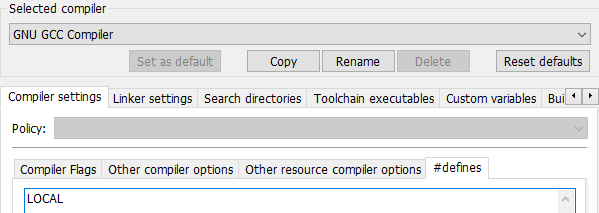 Selected compiler
GNU GCC Compiler
Set as default Copy Rename Delete Reset defaults
Compiler settings Linker settings Search directories Toolchain executables Custom variables Bui
Policy:
Compiler Flags Other compiler options Other resource compiler options #defines
LOCAL